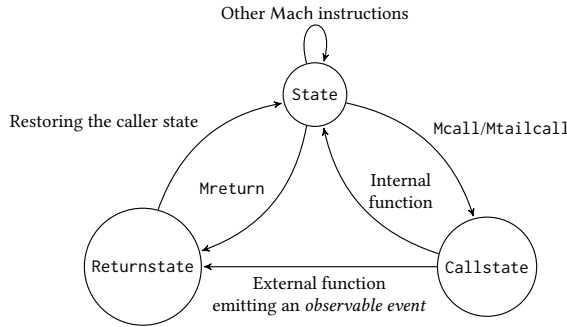 Other Mach instructions
State
Restoring the caller state
Mcall/Mtailcall
Mreturn
Internal
function
Returnstate
Callstate
External function
emitting an observable event